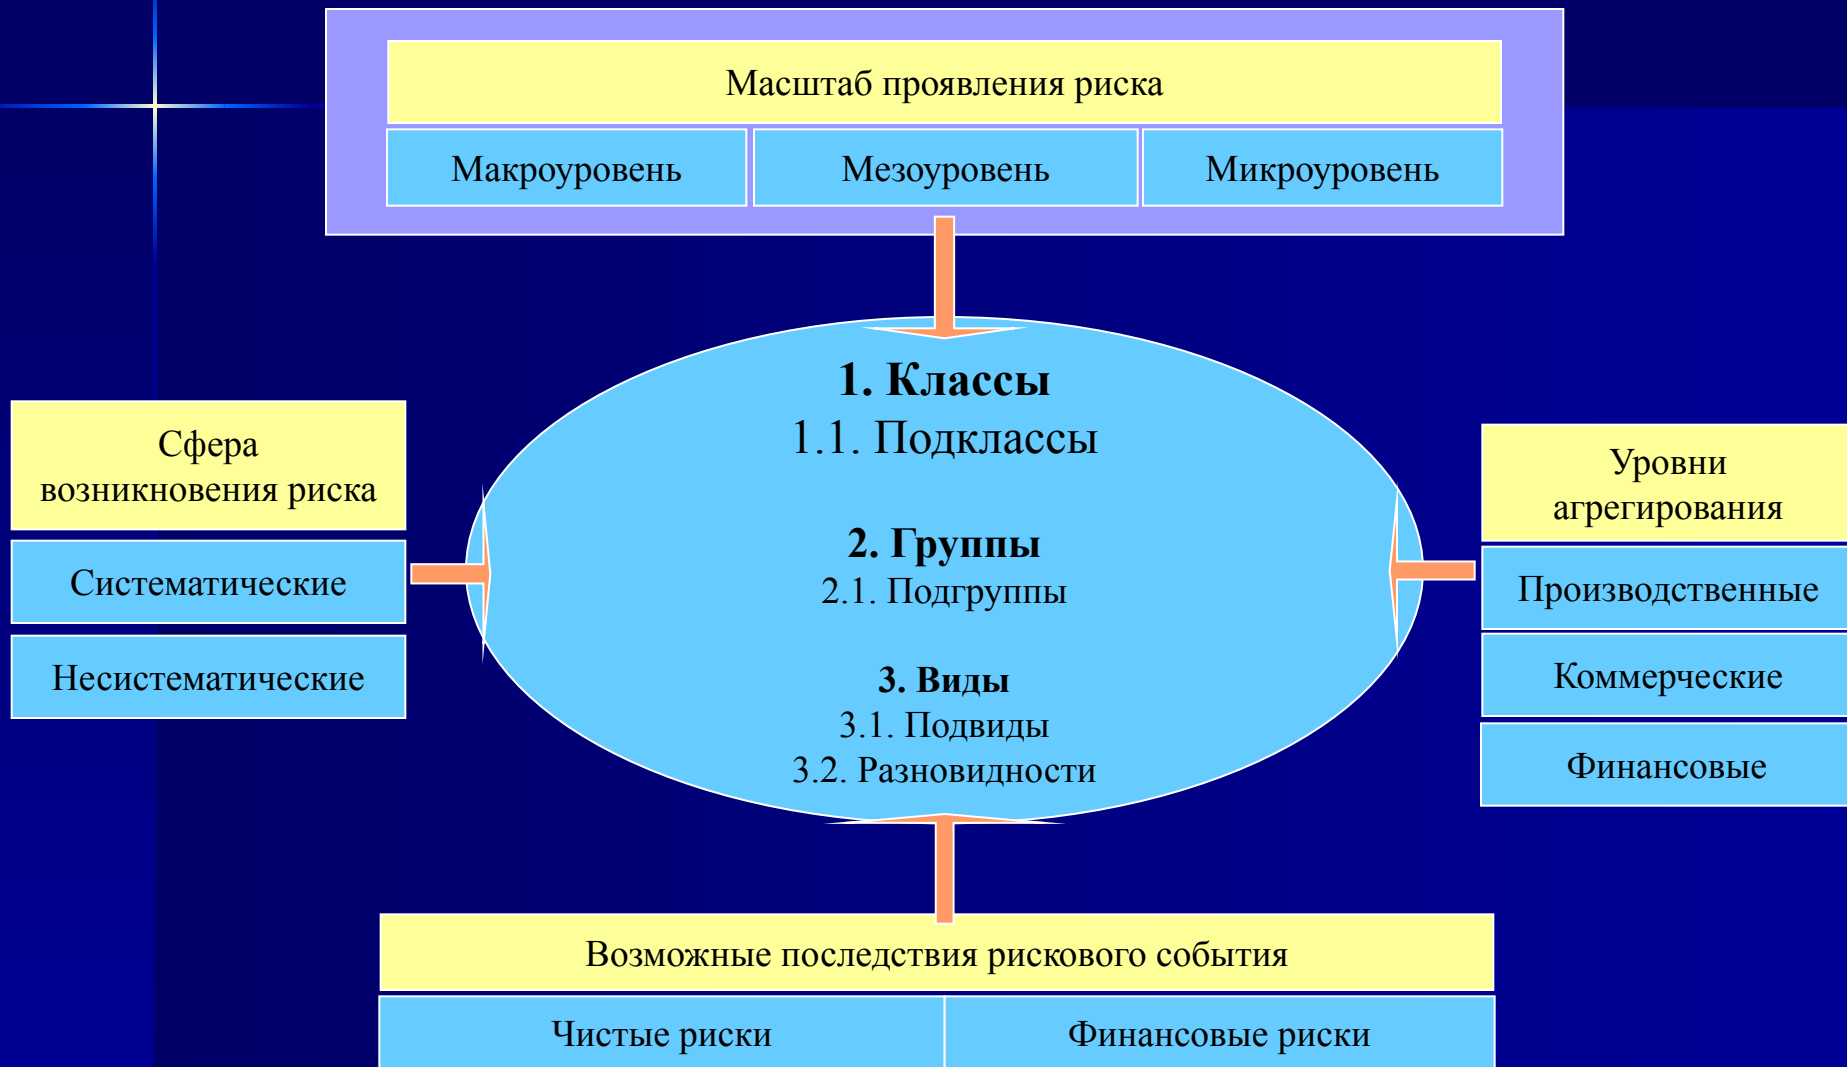 Масштаб проявления риска
Макроуровень
Мезоуровень
Микроуровень
1. Классы
1.1. Подклассы
2. Группы
2.1. Подгруппы
3. Виды
3.1. Подвиды
3.2. Разновидности
Сфера
возникновения риска
Систематические
Несистематические
Уровни
агрегирования
Производственные
Коммерческие
Финансовые
Возможные последствия рискового события
Чистые риски
Финансовые риски